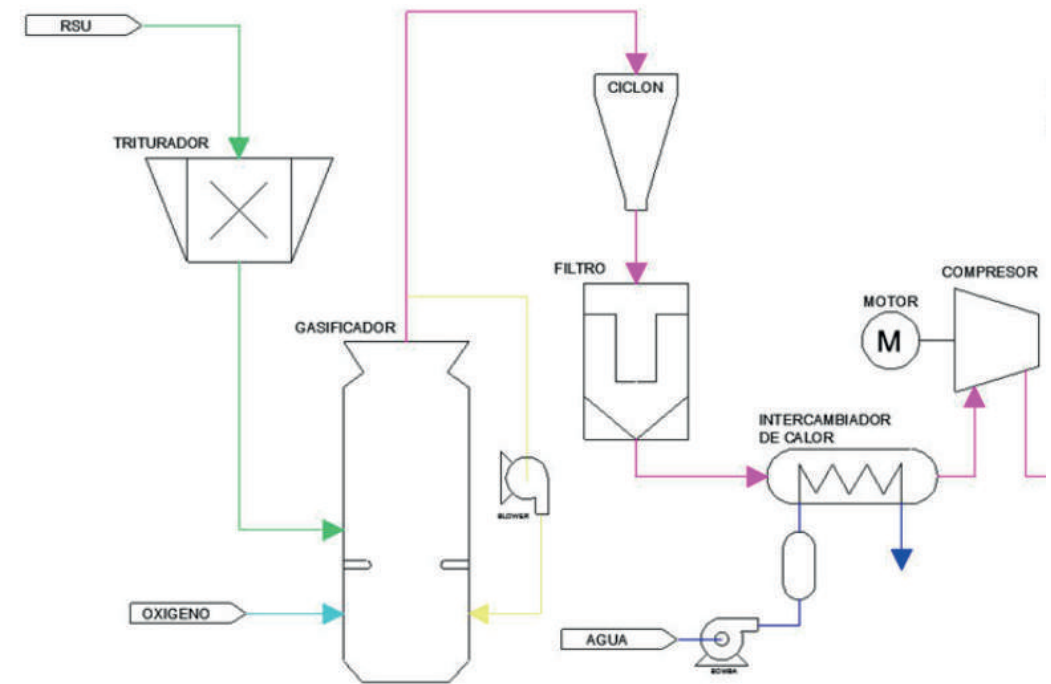 RSU
CICLON
TRITURADOR
FILTRO
COMPRESOR
MOTOR
M
GASIFICADOR
INTERCAMBIADOR
DE CALOR
BLOWER
OXIGENO
AGUA
BOMBA